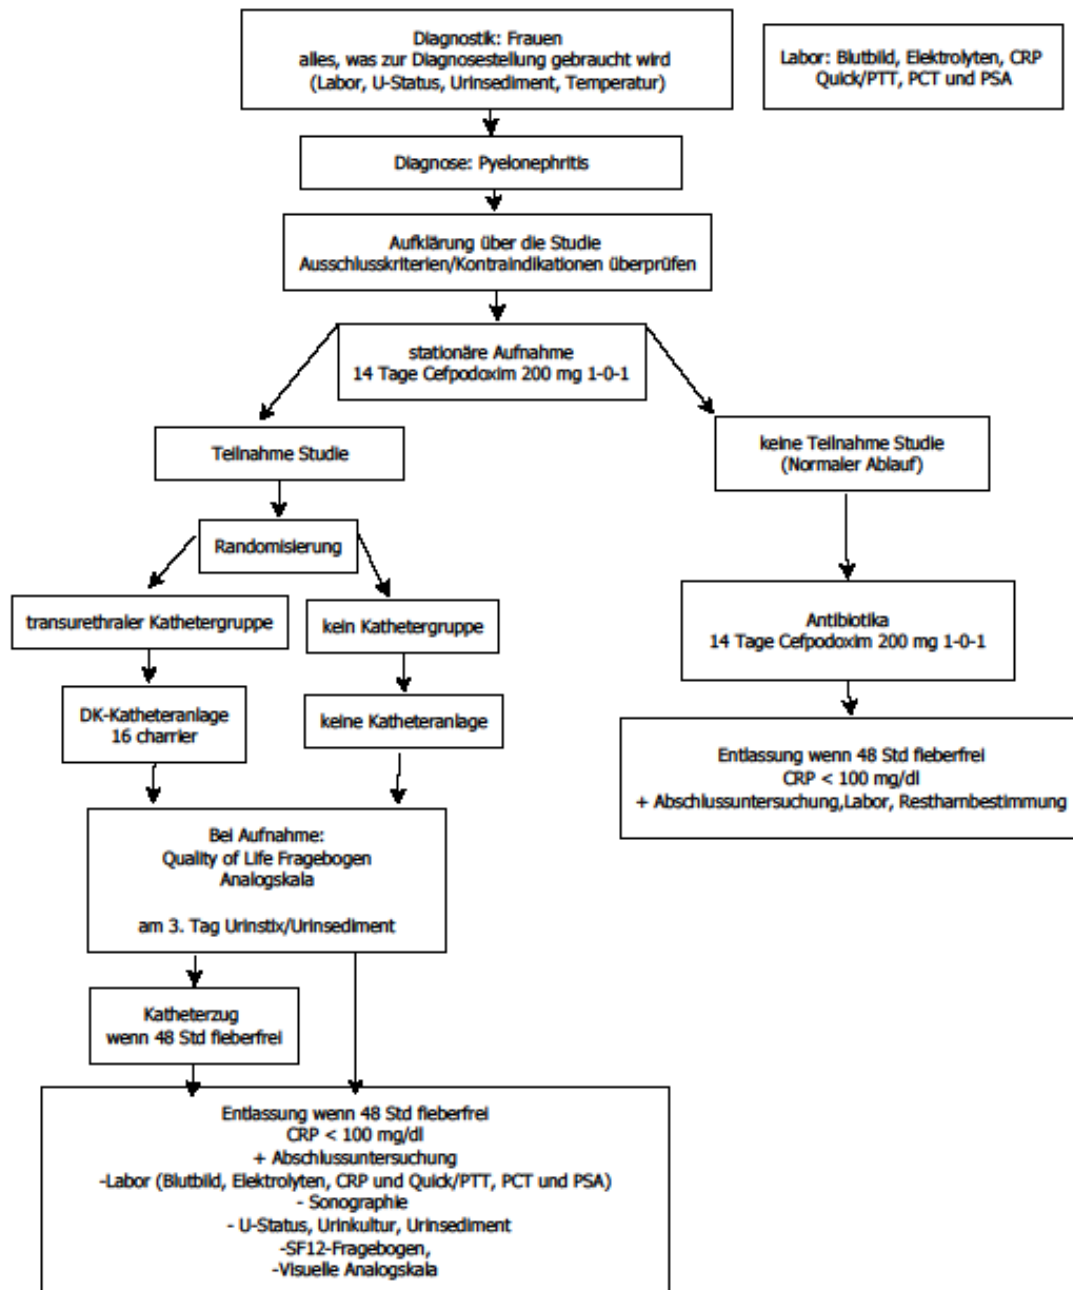 Diagnostik: Frauen
alles, was zur Diagnosestellung gebraucht wird
(Labor, U-Status, Urinsediment, Temperatur)
Labor: Blutbild, Elektrolyten, CRP
Quick/PTT, PCT und PSA
Diagnose: Pyelonephritis
Aufklärung über die Studie
Ausschlusskriterien/Kontraindikationen überprüfen
stationäre Aufnahme
14 Tage Cefpodoxim 200 mg 1-0-1
Teilnahme Studie
keine Teilnahme Studie
(Normaler Ablauf)
Randomisierung
transurethraler Kathetergruppe
kein Kathetergruppe
Antibiotika
14 Tage Cefpodoxim 200 mg 1-0-1
DK-Katheteranlage
16 charrier
keine Katheteranlage
Entlassung wenn 48 Std fieberfrei
CRP < 100 mg/dl
+ Abschlussuntersuchung,Labor, Restharnbestimmung
Bei Aufnahme:
Quality of Life Fragebogen
Analogskala
am 3. Tag Urinstix/Urinsediment
Katheterzug
wenn 48 Std fieberfrei
Entlassung wenn 48 Std fieberfrei
CRP < 100 mg/dl
+ Abschlussuntersuchung
-Labor (Blutbild, Elektrolyten, CRP und Quick/PTT, PCT und PSA)
- Sonographie
- U-Status, Urinkultur, Urinsediment
-SF12-Fragebogen,
-Visuelle Analogskala